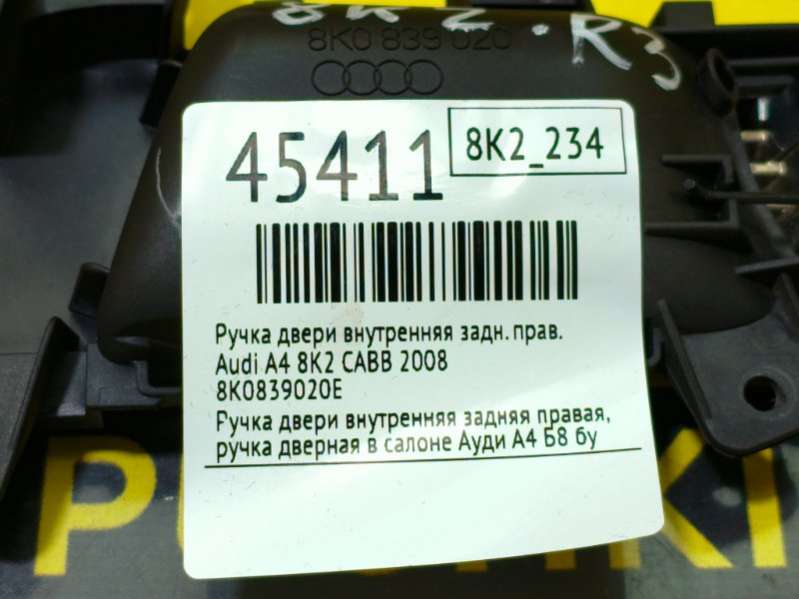 8K2.R3
8K0 839 020
45411
8K2_234
Ручка двери внутренняя задн. прав.
Audi A4 8K2 CABB 2008
8K0839020E
Ручка двери внутренняя задняя правая,
ручка дверная в салоне Ауди А4 Б8 бу